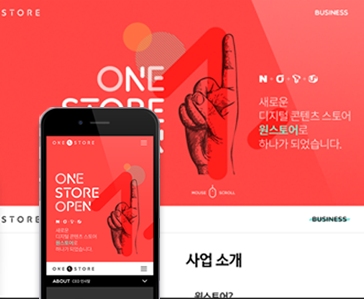 STORE
BUSINESS
ONE
STORE
새로운
디지털 콘텐츠 스토어
원스토어로
하나가 되었습니다.
MOUSE SCROLL
ONE STORE
ONE
STORE
OPEN
새로운
디지털 콘텐츠 스토어
원스토어로
하나가 되었습니다.
ABOUT CEO 인사말
STORE
BUSINESS
사업 소개
원스토어?